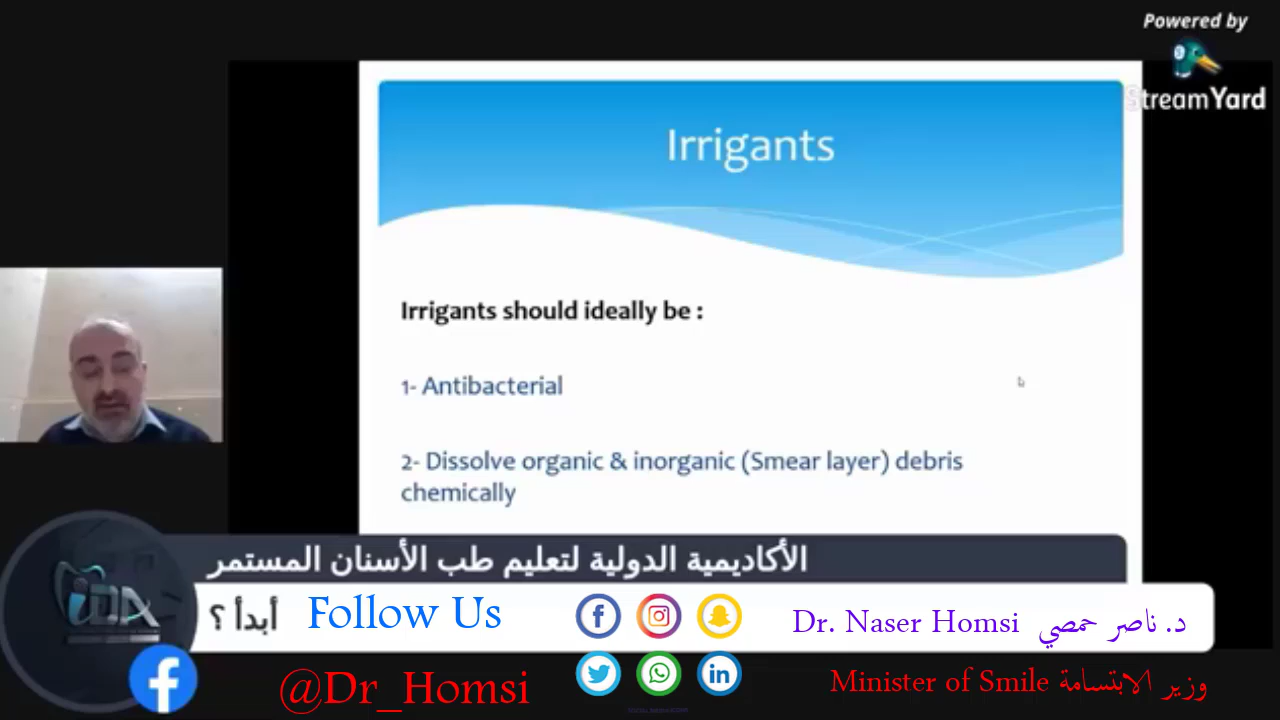 Powered by
StreamYard
Irrigants
Irrigants should ideally be :
1- Antibacterial
2- Dissolve organic & inorganic (Smear layer) debris
chemically
الأكاديمية الدولية لتعليم طب الأسنان المستمر
أبدأ ؟
Follow Us
Dr. Naser Homsi د. ناصر حمصي
@Dr_Homsi
Minister of Smile وزير الابتسامة